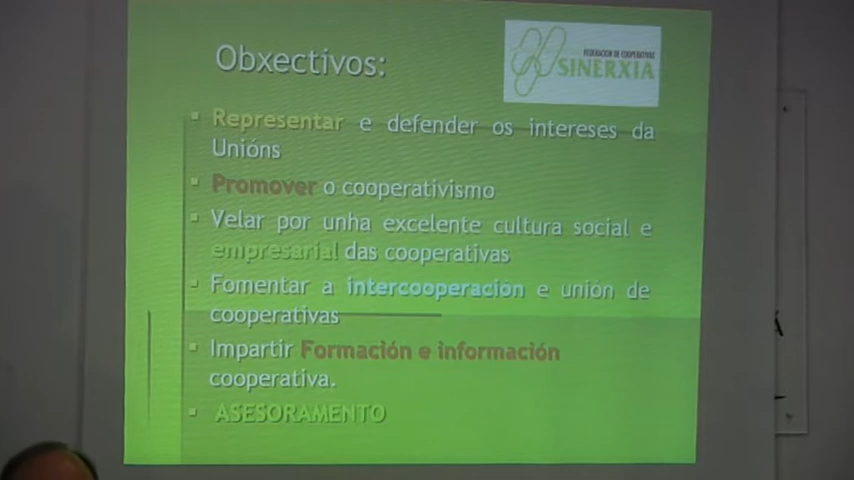 Obxectivos:
FEDERACION DE COOPERATIVAS
SINERXIA
Representar e defender os intereses da
Unións
Promover o cooperativismo
Velar por unha excelente cultura social e
empresarial das cooperativas
Fomentar a intercooperación e unión de
cooperativas
Impartir Formación e información
cooperativa.
ASESORAMENTO